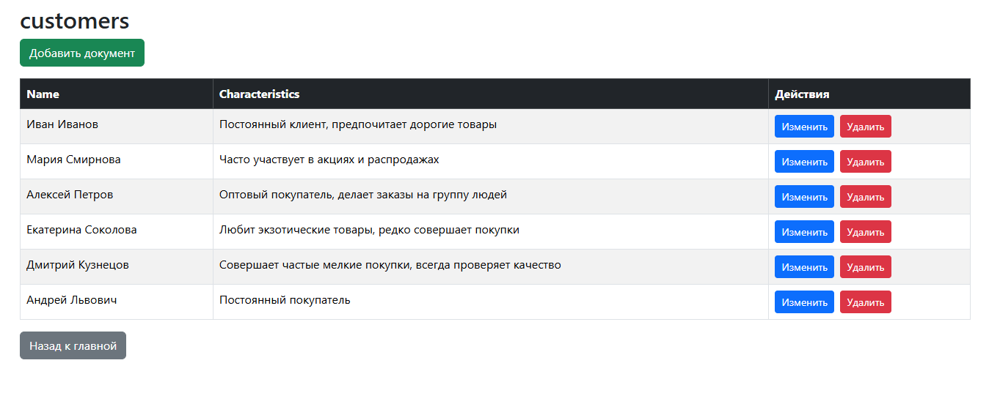 customers
Добавить документ
Name Characteristics Действия
Иван Иванов Постоянный клиент, предпочитает дорогие товары Изменить Удалить
Мария Смирнова Часто участвует в акциях и распродажах Изменить Удалить
Алексей Петров Оптовый покупатель, делает заказы на группу людей Изменить Удалить
Екатерина Соколова Любит экзотические товары, редко совершает покупки Изменить Удалить
Дмитрий Кузнецов Совершает частые мелкие покупки, всегда проверяет качество Изменить Удалить
Андрей Львович Постоянный покупатель Изменить Удалить
Назад к главной